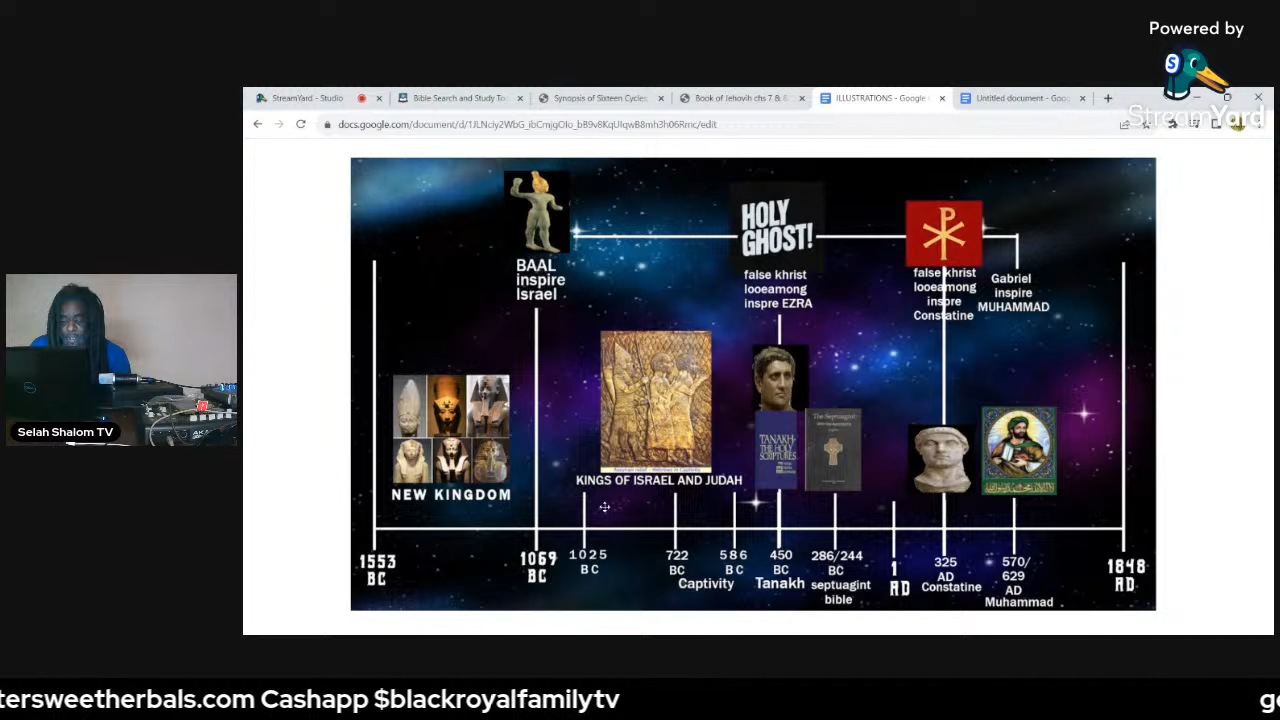 Powered by
StreamYard
StreamYard - Studio
Bible Search and Study To
Synopsis of Sixteen Cycles
Book of Jehovih chs 7 & 8
ILLUSTRATIONS - Google
Untitled document - Goo
HOLY
GHOST!
BAAL
inspire
Israel
false khrist
looeamong
inspre EZRA
false khrist
looeamong
inspre
Constatine
Gabriel
inspire
MUHAMMAD
TANAKH-
THE HOLY
SCRIPTURES
The Septuagint
NEW KINGDOM
KINGS OF ISRAEL AND JUDAH
1553
BC
1069
BC
1025
BC
722
BC
586
BC
Captivity
450
BC
Tanakh
286/244
BC
septuagint
bible
1
AD
325
AD
Constatine
570/
629
AD
Muhammad
1848
AD
Selah Shalom TV
tersweetherbals.com Cashapp $blackroyalfamilytv